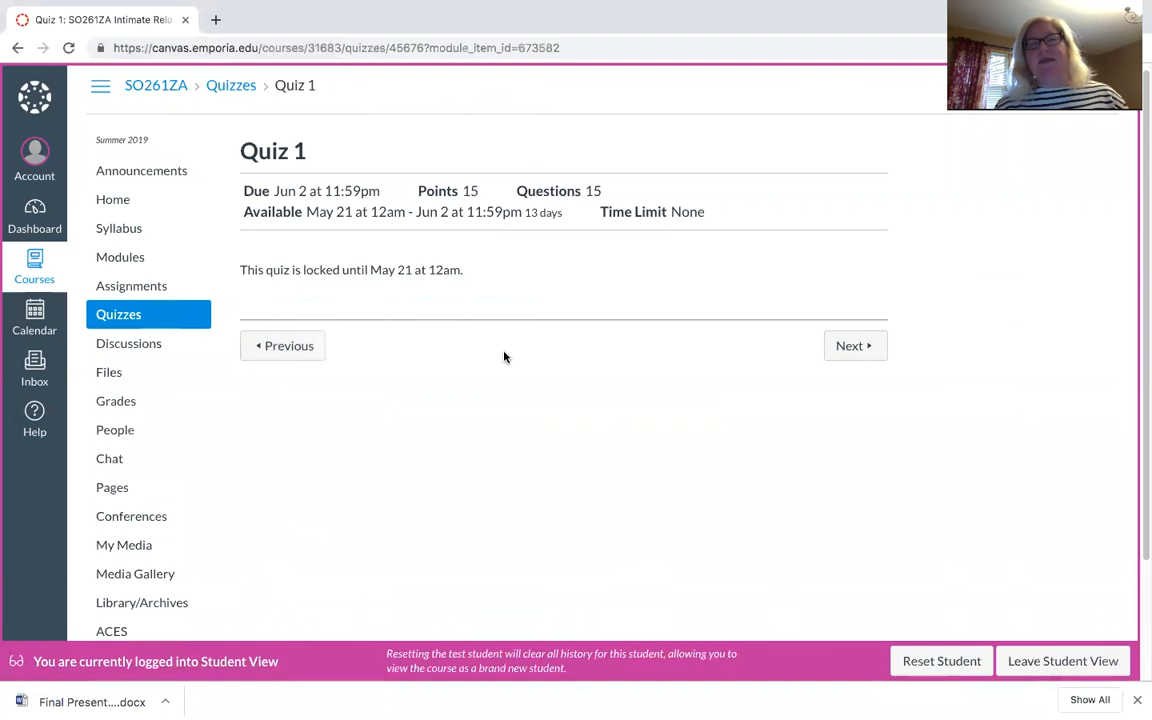 Quiz 1: SO261ZA Intimate Rela
https://canvas.emporia.edu/courses/31683/quizzes/45676?module_item_id=673582
SO261ZA › Quizzes › Quiz 1
Account
Dashboard
Courses
Calendar
Inbox
Help
Summer 2019
Announcements
Home
Syllabus
Modules
Assignments
Quizzes
Discussions
Files
Grades
People
Chat
Pages
Conferences
My Media
Media Gallery
Library/Archives
ACES
Quiz 1
Due Jun 2 at 11:59pm Points 15 Questions 15
Available May 21 at 12am - Jun 2 at 11:59pm 13 days Time Limit None
This quiz is locked until May 21 at 12am.
Previous
Next
You are currently logged into Student View
Resetting the test student will clear all history for this student, allowing you to
view the course as a brand new student.
Reset Student
Leave Student View
Final Present....docx
Show All